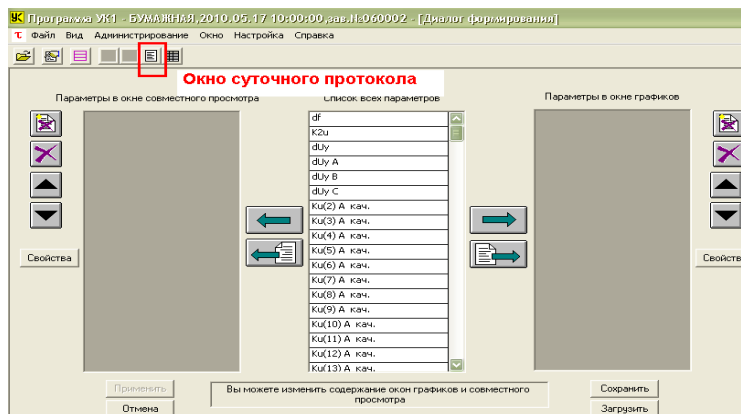 УК Программа УК1 - БУМАЖНАЯ,2010.05.17 10:00:00,зав.№060002 - [Диалог формирования]
Файл Вид Администрирование Окно Настройка Справка
Окно суточного протокола
Параметры в окне совместного просмотра
Список всех параметров
Параметры в окне графиков
df
K2u
dUy
dUy A
dUy B
dUy C
Ku(2) A кач.
Ku(3) A кач.
Ku(4) A кач.
Ku(5) A кач.
Ku(6) A кач.
Ku(7) A кач.
Ku(8) A кач.
Ku(9) A кач.
Ku(10) A кач.
Ku(11) A кач.
Ku(12) A кач.
Ku(13) A кач.
Свойства
Свойств
Применить
Отмена
Вы можете изменить содержание окон графиков и совместного
просмотра
Сохранить
Загрузить